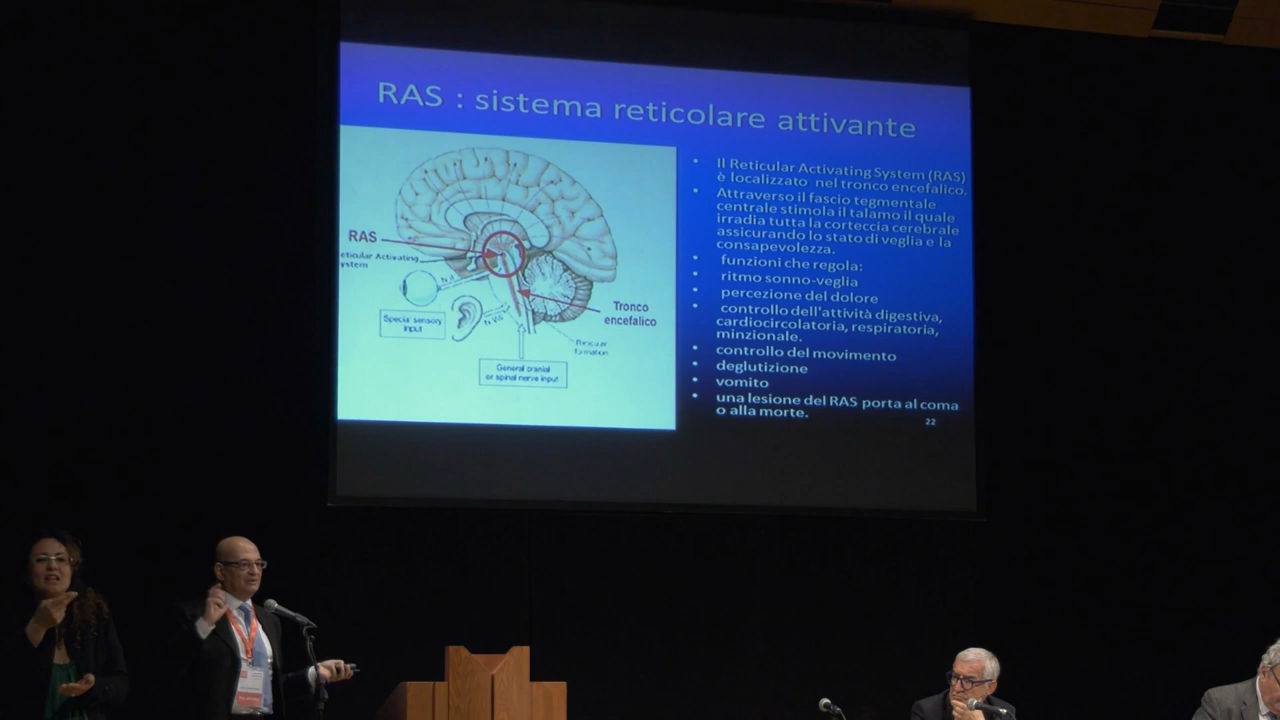 RAS : sistema reticolare attivante
RAS
eticular Activating
ystem
Special sensory
input
General cranial
or spinal nerve input
Tronco
encefalico
formation
• Il Reticular Activating System (RAS)
è localizzato nel tronco encefalico.
• Attraverso il fascio tegmentale
centrale stimola il talamo il quale
irradia tutta la corteccia cerebrale
assicurando lo stato di veglia e la
consapevolezza.
• funzioni che regola:
• ritmo sonno-veglia
• percezione del dolore
• controllo dell'attività digestiva,
cardiocircolatoria, respiratoria,
minzionale.
• controllo del movimento
• deglutizione
• vomito
• una lesione del RAS porta al coma
o alla morte.
22